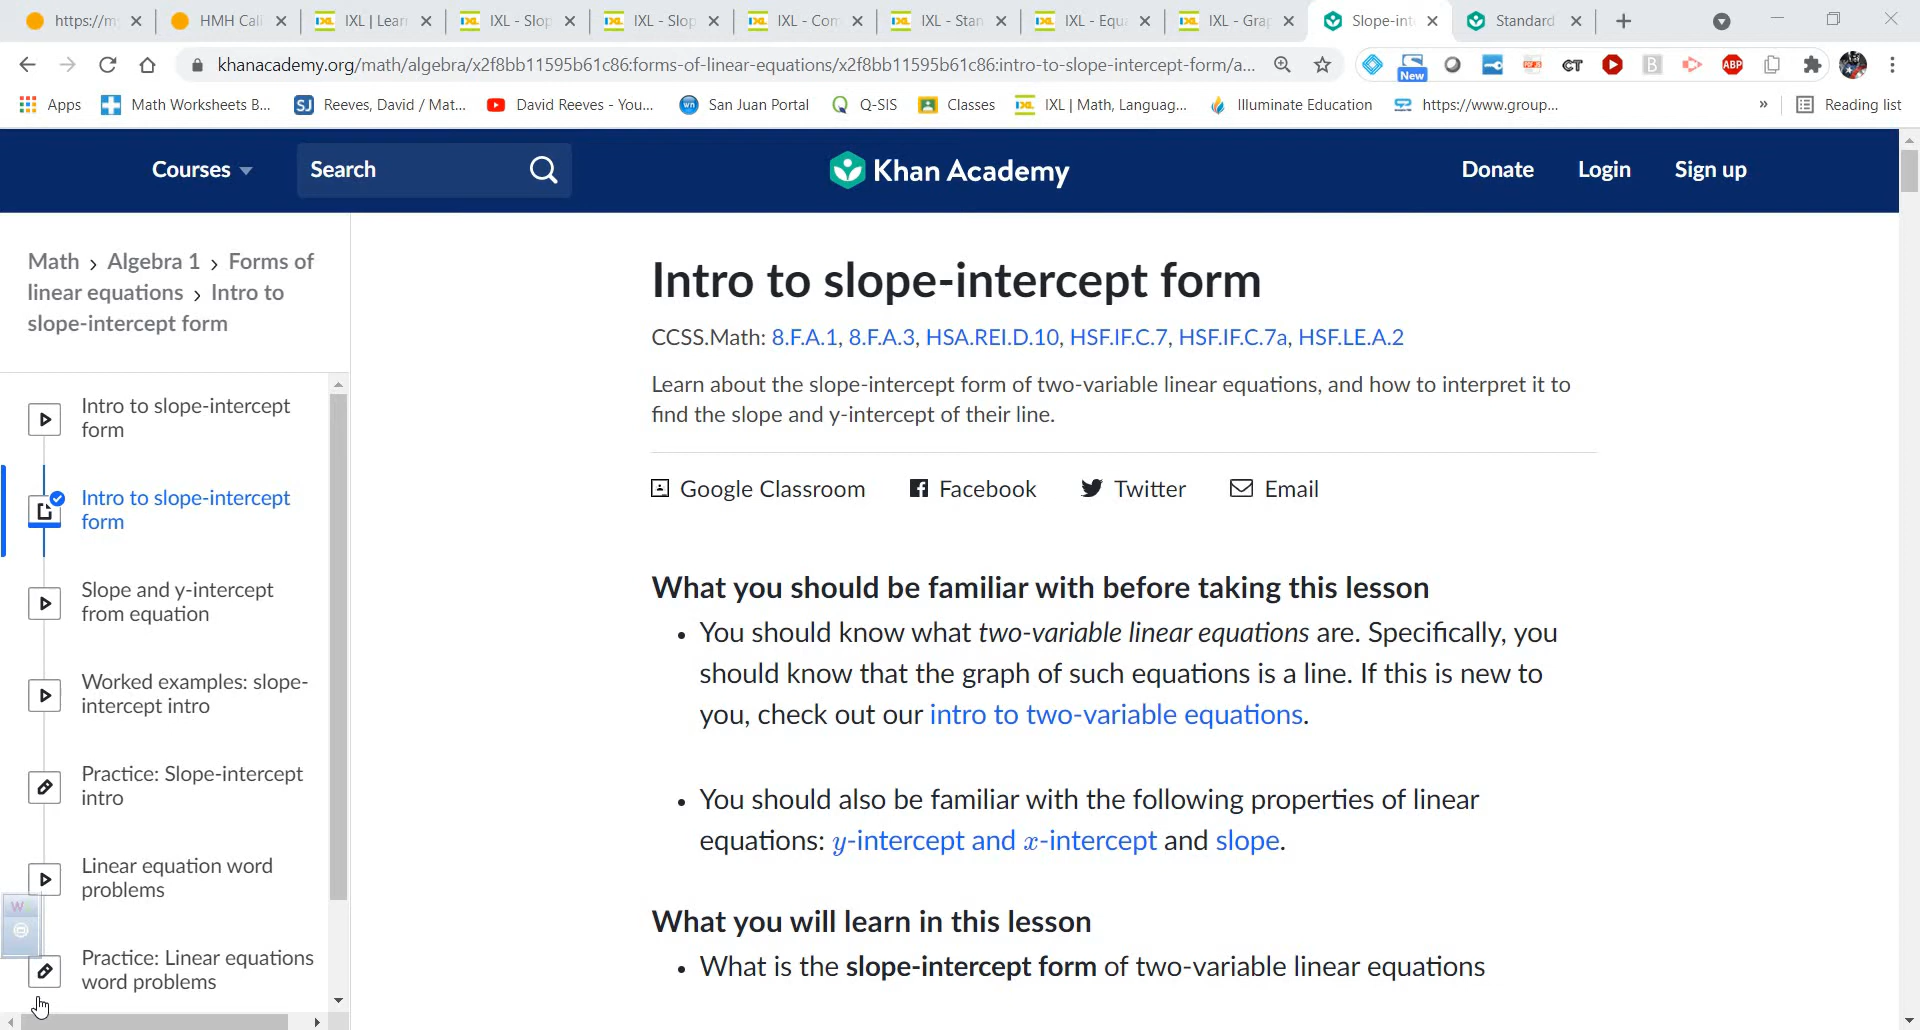 https://m
HMH Cal
IXL | Lear
IXL - Slop
IXL - Slop
IXL - Com
IXL - Stan
IXL - Equa
IXL - Grap
Slope-int
Standard
khanacademy.org/math/algebra/x2f8bb11595b61c86:forms-of-linear-equations/x2f8bb11595b61c86:intro-to-slope-intercept-form/a...
New
CT
ABP
Apps
Math Worksheets B...
SJ
Reeves, David / Mat...
David Reeves - You...
San Juan Portal
Q-SIS
Classes
IXL | Math, Languag...
Illuminate Education
https://www.group...
»
Reading list
Courses
Search
Khan Academy
Donate
Login
Sign up
Math > Algebra 1 > Forms of
linear equations > Intro to
slope-intercept form
Intro to slope-intercept
form
Intro to slope-intercept
form
Slope and y-intercept
from equation
Worked examples: slope-
intercept intro
Practice: Slope-intercept
intro
Linear equation word
problems
W
Practice: Linear equations
word problems
Intro to slope-intercept form
CCSS.Math: 8.F.A.1, 8.F.A.3, HSA.REI.D.10, HSF.IF.C.7, HSF.IF.C.7a, HSF.LE.A.2
Learn about the slope-intercept form of two-variable linear equations, and how to interpret it to
find the slope and y-intercept of their line.
Google Classroom
Facebook
Twitter
Email
What you should be familiar with before taking this lesson
• You should know what two-variable linear equations are. Specifically, you
should know that the graph of such equations is a line. If this is new to
you, check out our intro to two-variable equations.
• You should also be familiar with the following properties of linear
equations: y-intercept and x-intercept and slope.
What you will learn in this lesson
• What is the slope-intercept form of two-variable linear equations